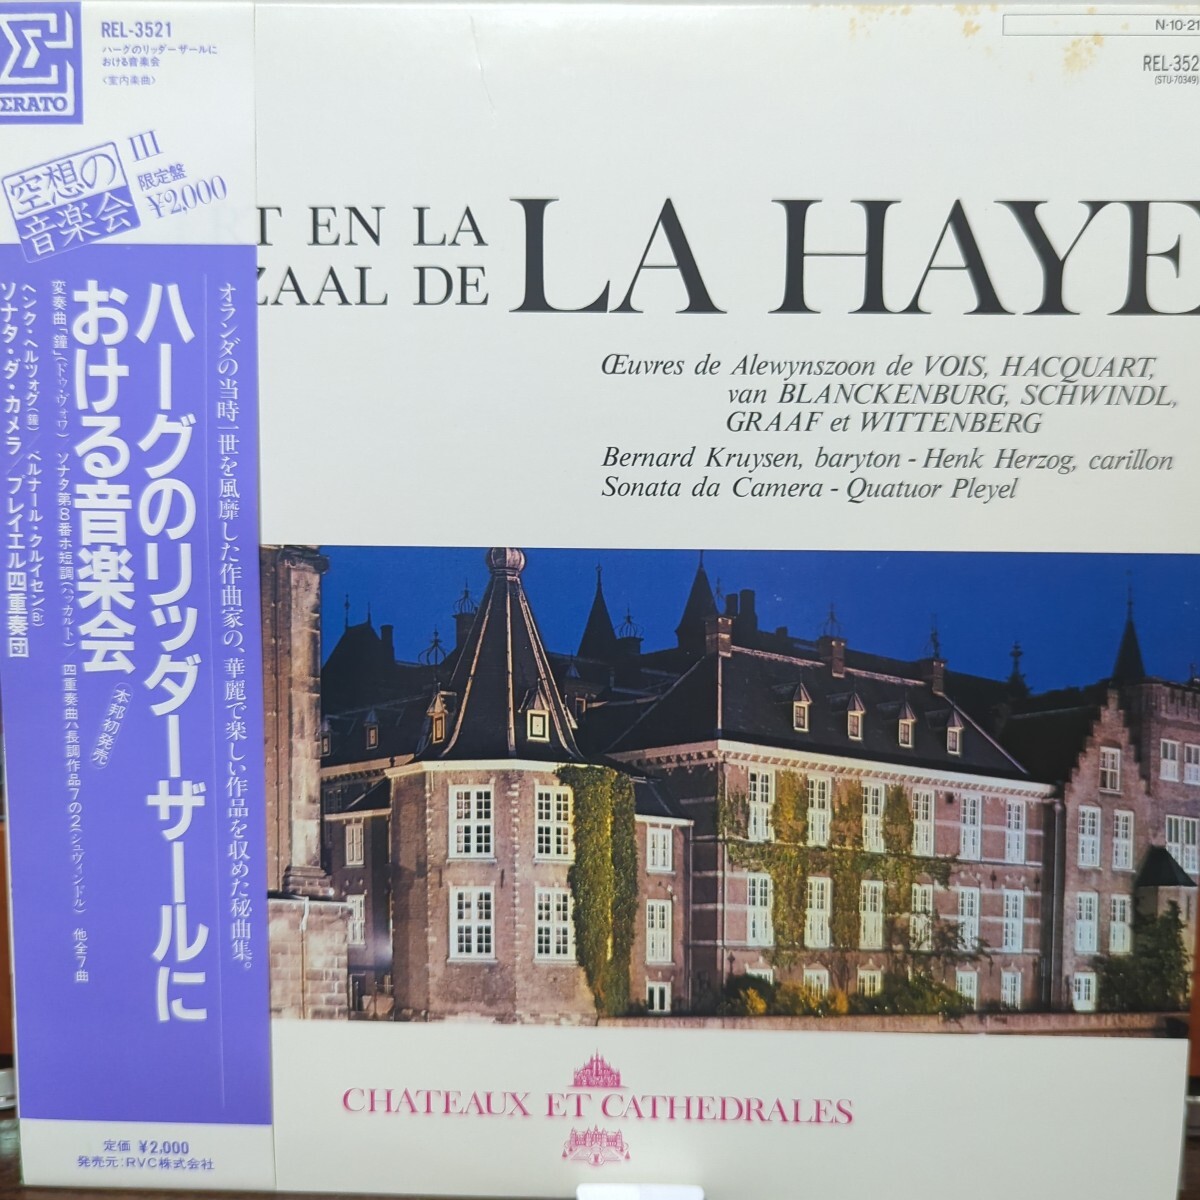 ERATO
REL-3521
ハーグのリッダーザールに
おける音楽会
〈室内楽曲〉
空想の
音楽会
III
限定盤
¥2,000
オランダの当時一世を風靡した作曲家の、華麗で楽しい作品を収めた秘曲集。
ハーグのリッダーザールに
おける音楽会
(本邦初発売)
変奏曲「鐘」(ドゥ・ヴォワ) ソナタ第8番ホ短調(ハッカルト)/四重奏曲ハ長調作品7の2(シュヴィンドル) 他全7曲
ヘンク・ヘルツォグ(鐘)/ベルナール・クルイセン(Br)
ソナタ・ダ・カメラ/プレイエル四重奏団
定価 ¥2,000
発売元:RVC株式会社
N·10·21
REL-352
(STU-70349)
RT EN LA
ZAAL DE
LA HAYE
Œuvres de Alewynszoon de VOIS, HACQUART,
van BLANCKENBURG, SCHWINDL,
GRAAF et WITTENBERG
Bernard Kruysen, baryton - Henk Herzog, carillon
Sonata da Camera - Quatuor Pleyel
CHATEAUX ET CATHEDRALES